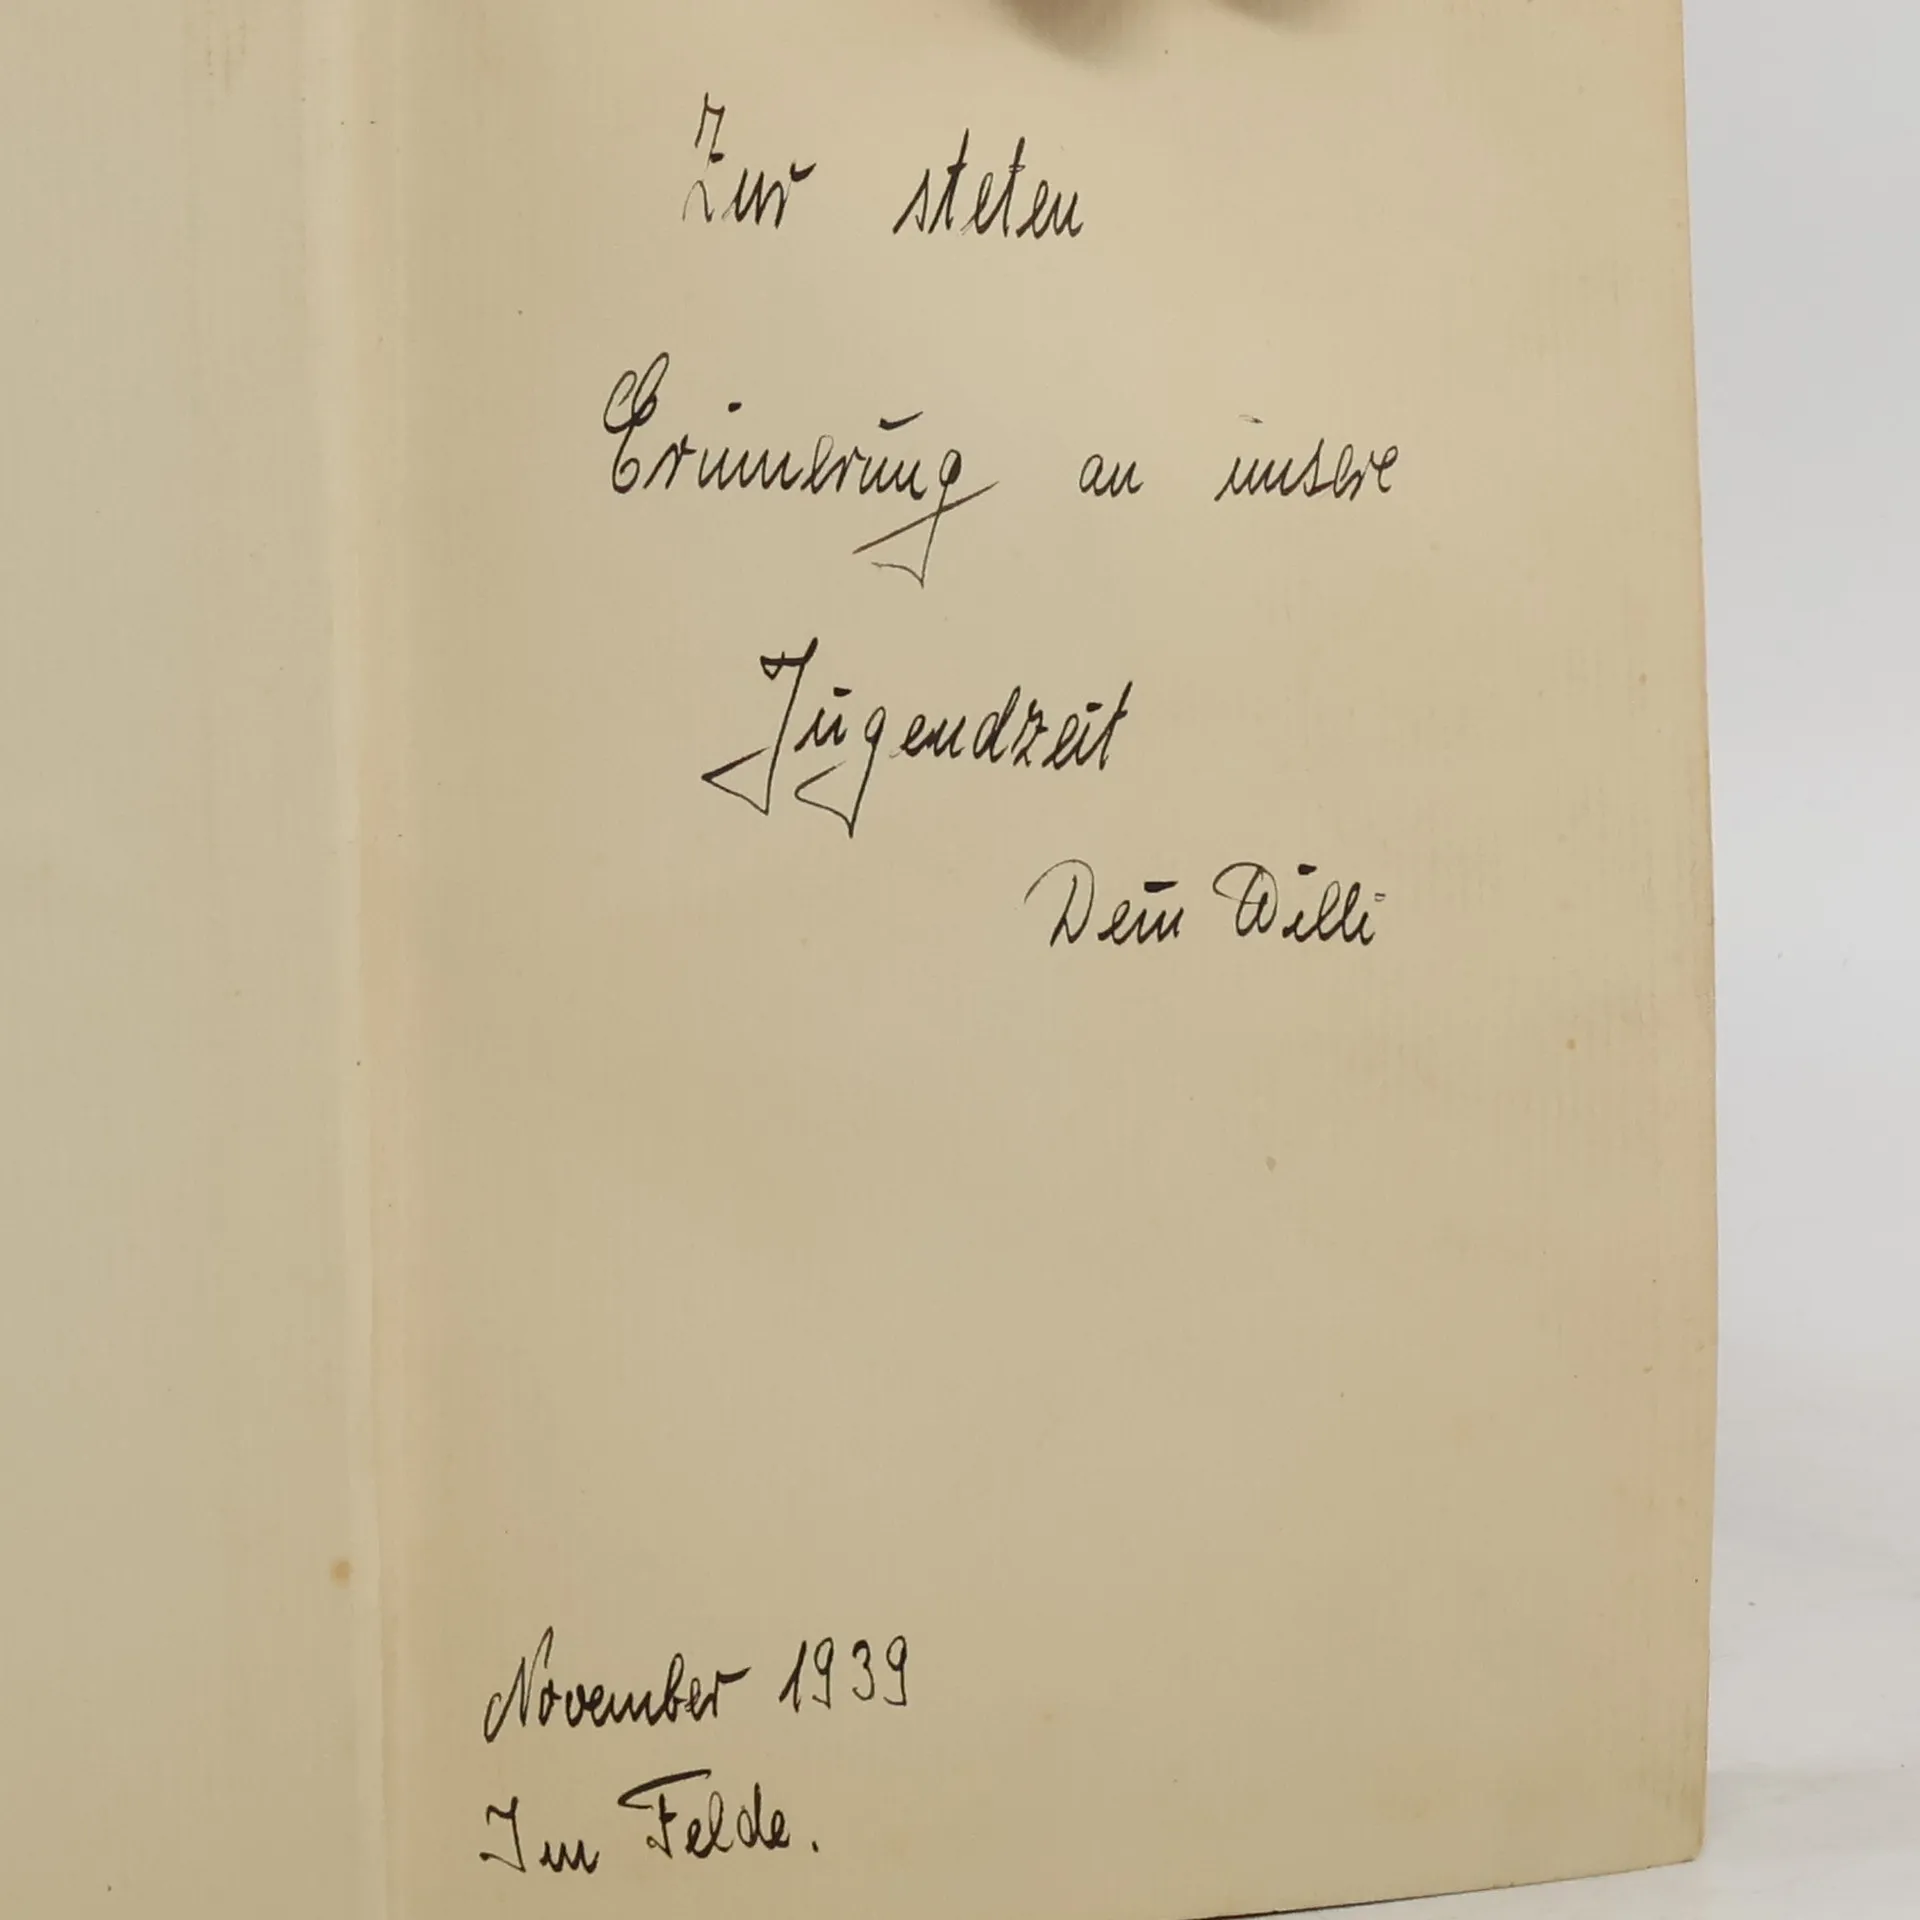 Zur steten
Erinnerung an unsere
Jugendzeit
Dein Willi
November 1939
Im Felde.